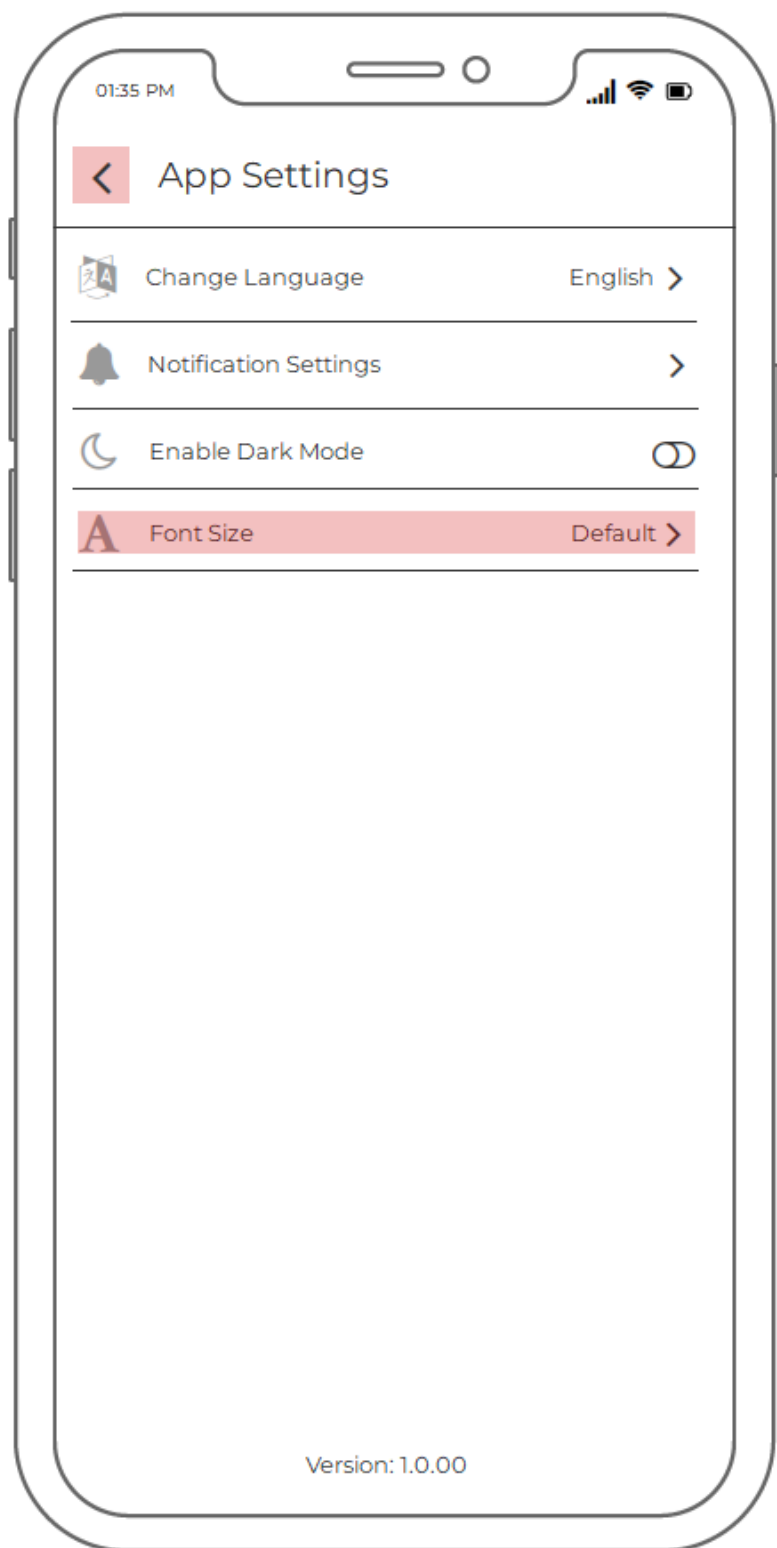 01:35 PM
App Settings
Change Language English
Notification Settings
Enable Dark Mode
A Font Size Default
Version: 1.0.00